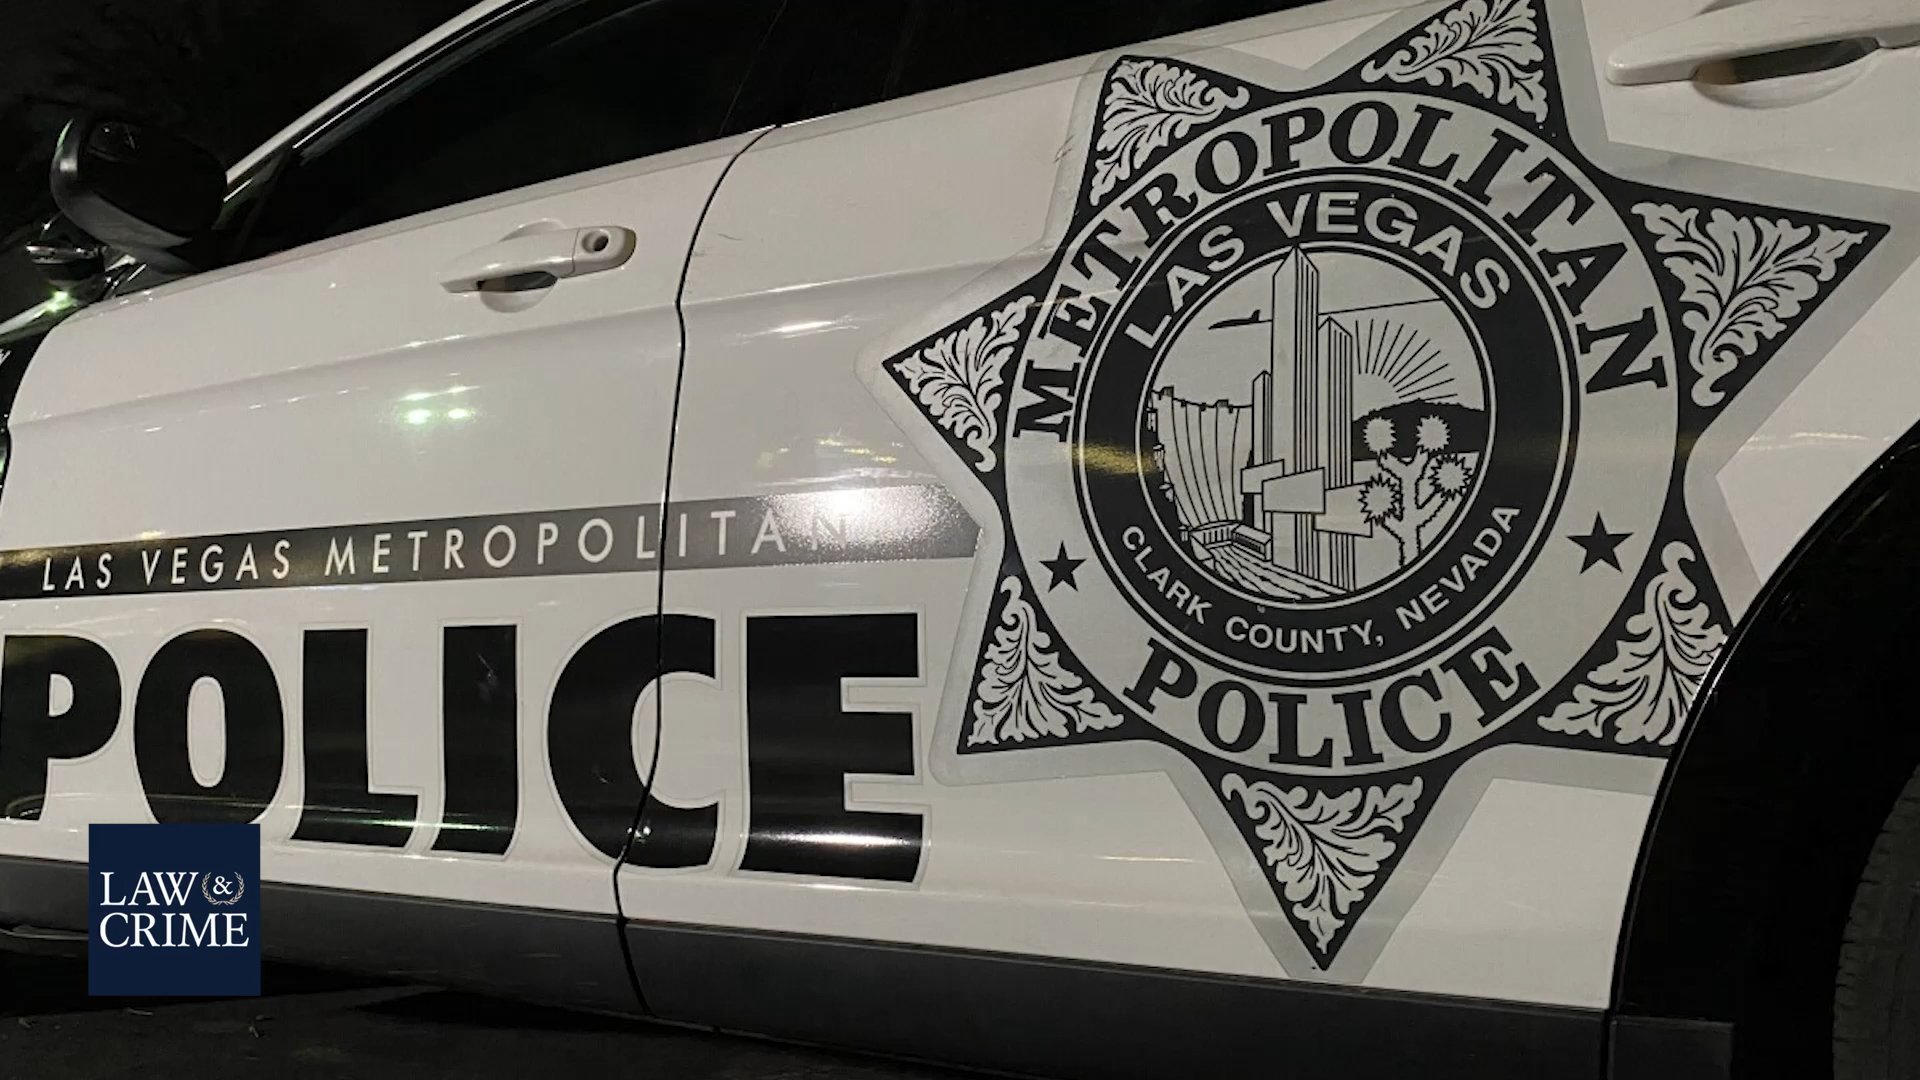 METROPOLITAN
LAS VEGAS
CLARK COUNTY, NEVADA
POLICE
LAS VEGAS METROPOLITAN
POLICE
LAW &
CRIME